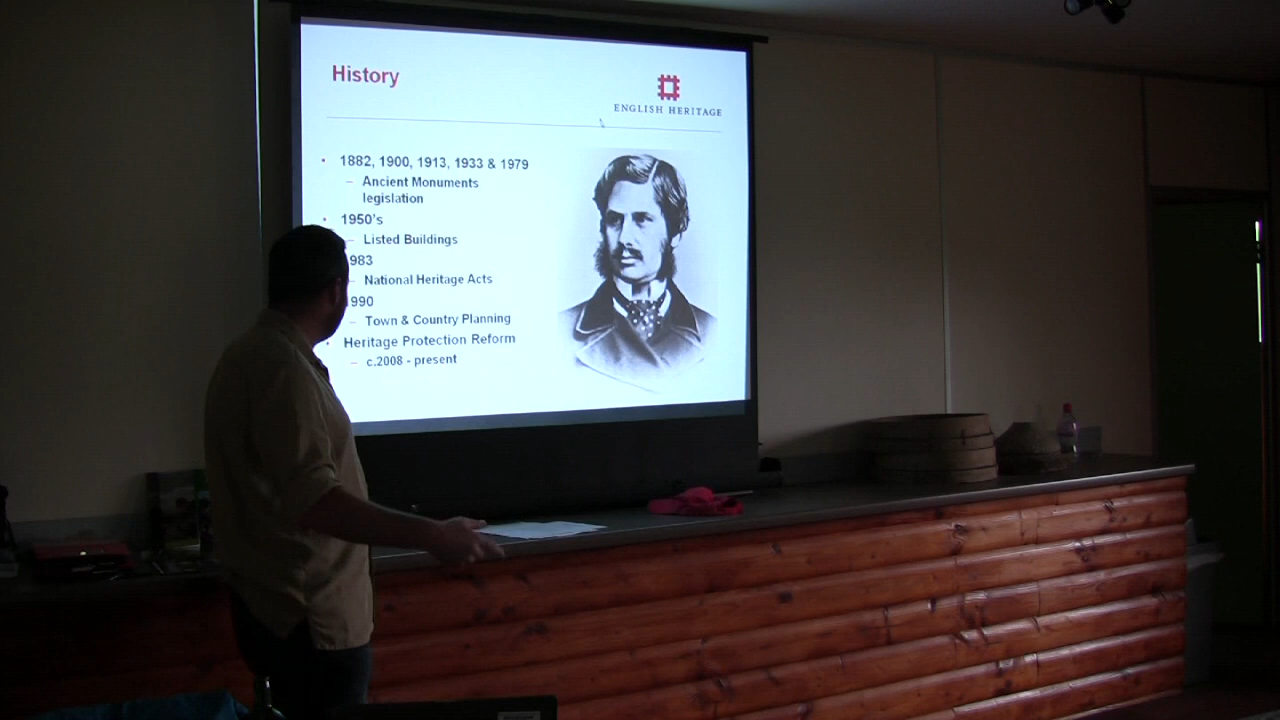 History
ENGLISH HERITAGE
• 1882, 1900, 1913, 1933 & 1979
– Ancient Monuments
legislation
• 1950's
– Listed Buildings
983
– National Heritage Acts
1990
– Town & Country Planning
• Heritage Protection Reform
– c.2008 - present